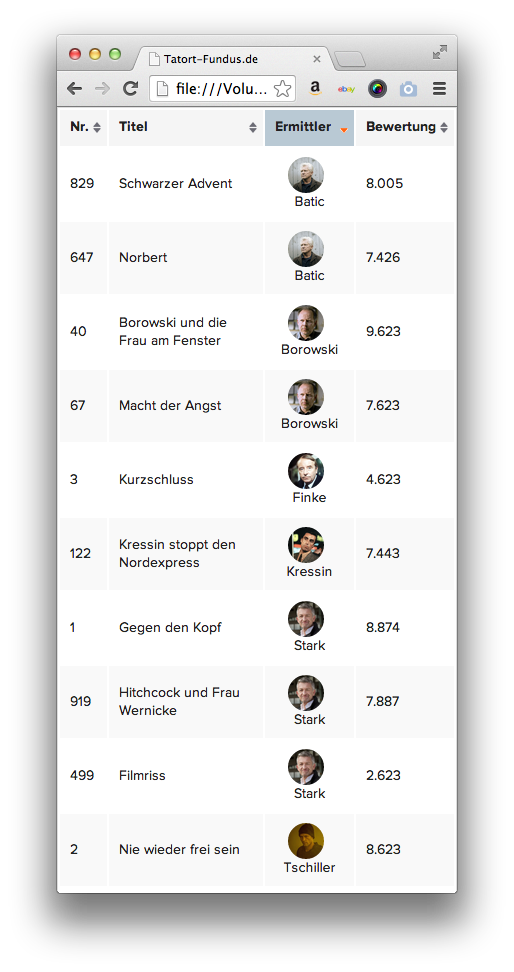 Tatort-Fundus.de
file:///Volu...
a
ebay
Nr. Titel Ermittler Bewertung
829 Schwarzer Advent Batic 8.005
647 Norbert Batic 7.426
40 Borowski und die
Frau am Fenster Borowski 9.623
67 Macht der Angst Borowski 7.623
3 Kurzschluss Finke 4.623
122 Kressin stoppt den
Nordexpress Kressin 7.443
1 Gegen den Kopf Stark 8.874
919 Hitchcock und Frau
Wernicke Stark 7.887
499 Filmriss Stark 2.623
2 Nie wieder frei sein Tschiller 8.623